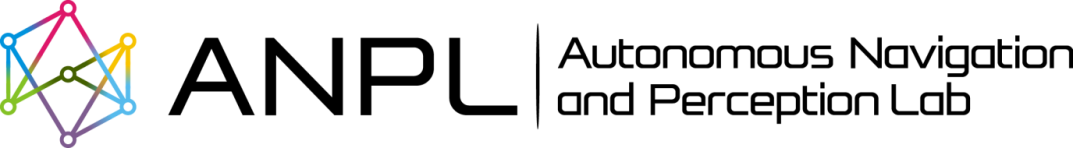 ANPL
Autonomous Navigation
and Perception Lab